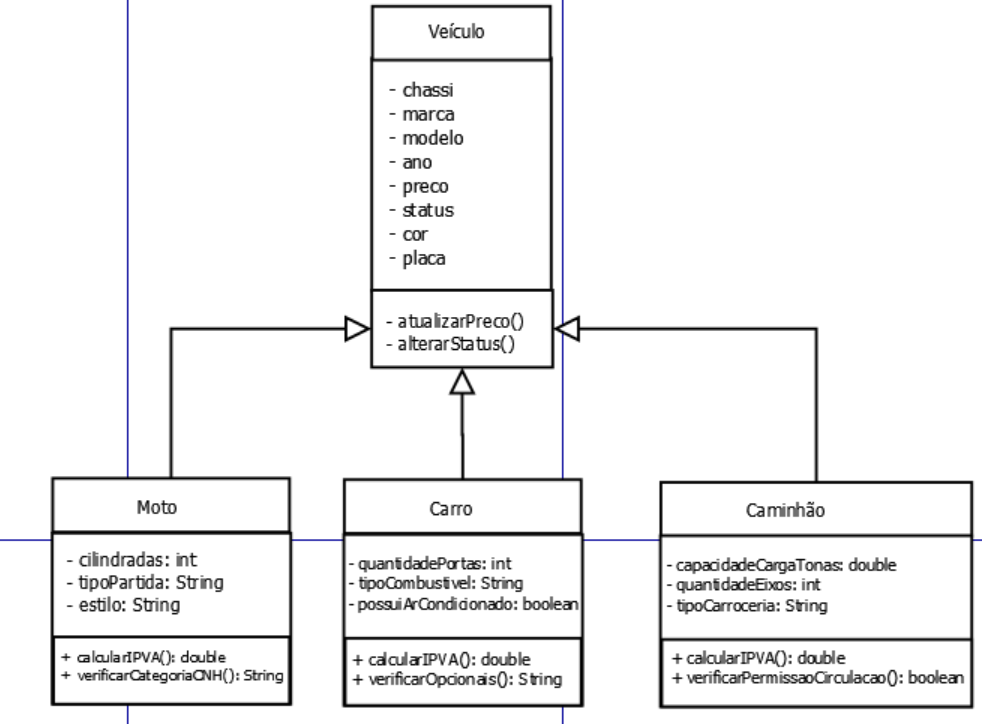 Veículo
- chassi
- marca
- modelo
- ano
- preco
- status
- cor
- placa
- atualizarPreco()
- alterarStatus()
Moto
- cilindradas: int
- tipoPartida: String
- estilo: String
+ calcularIPVA(): double
+ verificarCategoriaCNH(): String
Carro
- quantidadePortas: int
- tipoCombustivel: String
- possuiArCondicionado: boolean
+ calcularIPVA(): double
+ verificarOpcionais(): String
Caminhão
- capacidadeCargaTonas: double
- quantidadeEixos: int
- tipoCarroceria: String
+ calcularIPVA(): double
+ verificarPermissaoCirculacao(): boolean